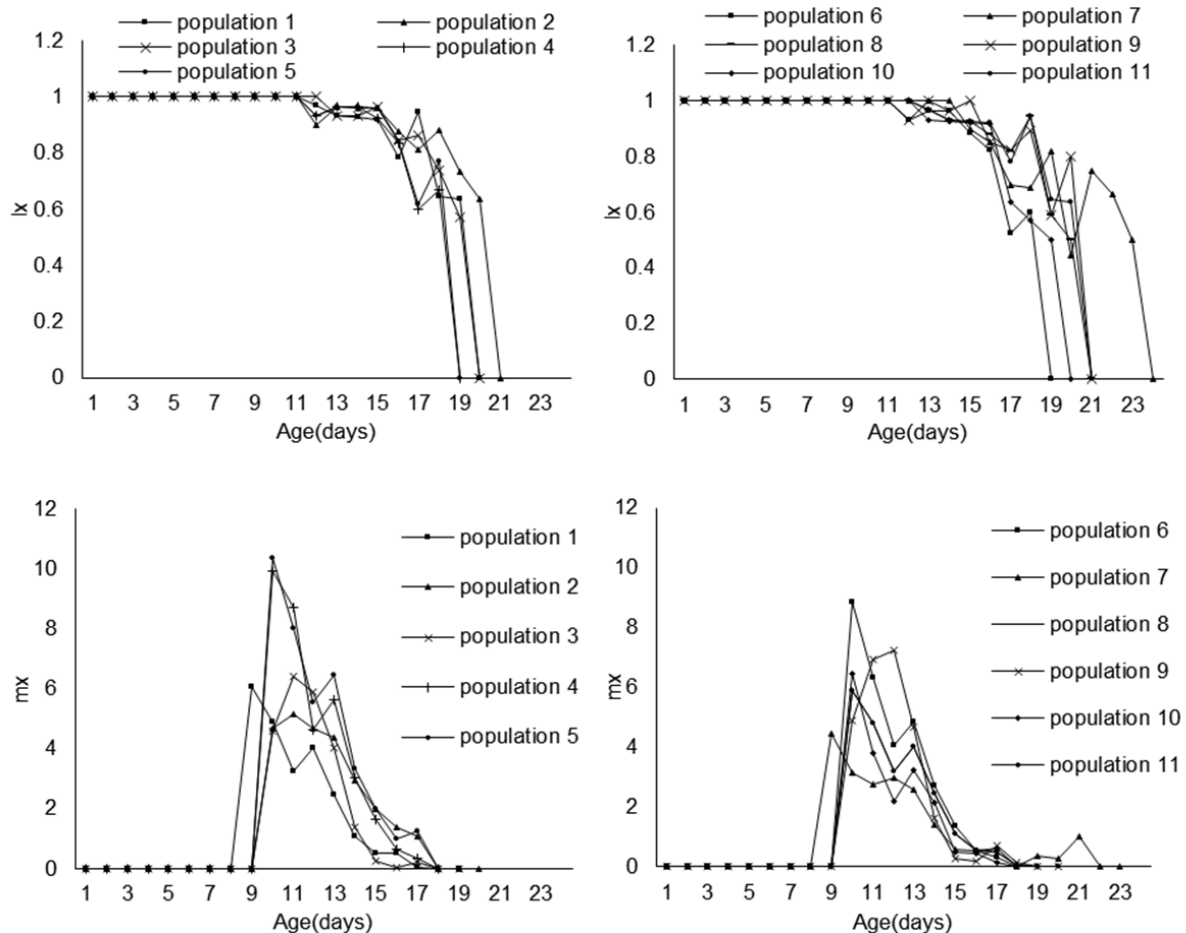 population 1 population 2
population 3 population 4
population 5
1.2
1
0.8
0.6
0.4
0.2
0
lx
1 3 5 7 9 11 13 15 17 19 21 23
Age(days)
population 6 population 7
population 8 population 9
population 10 population 11
1.2
1
0.8
0.6
0.4
0.2
0
lx
1 3 5 7 9 11 13 15 17 19 21 23
Age(days)
12
10
8
6
4
2
0
mx
population 1
population 2
population 3
population 4
population 5
1 3 5 7 9 11 13 15 17 19 21 23
Age(days)
12
10
8
6
4
2
0
mx
population 6
population 7
population 8
population 9
population 10
population 11
1 3 5 7 9 11 13 15 17 19 21 23
Age(days)